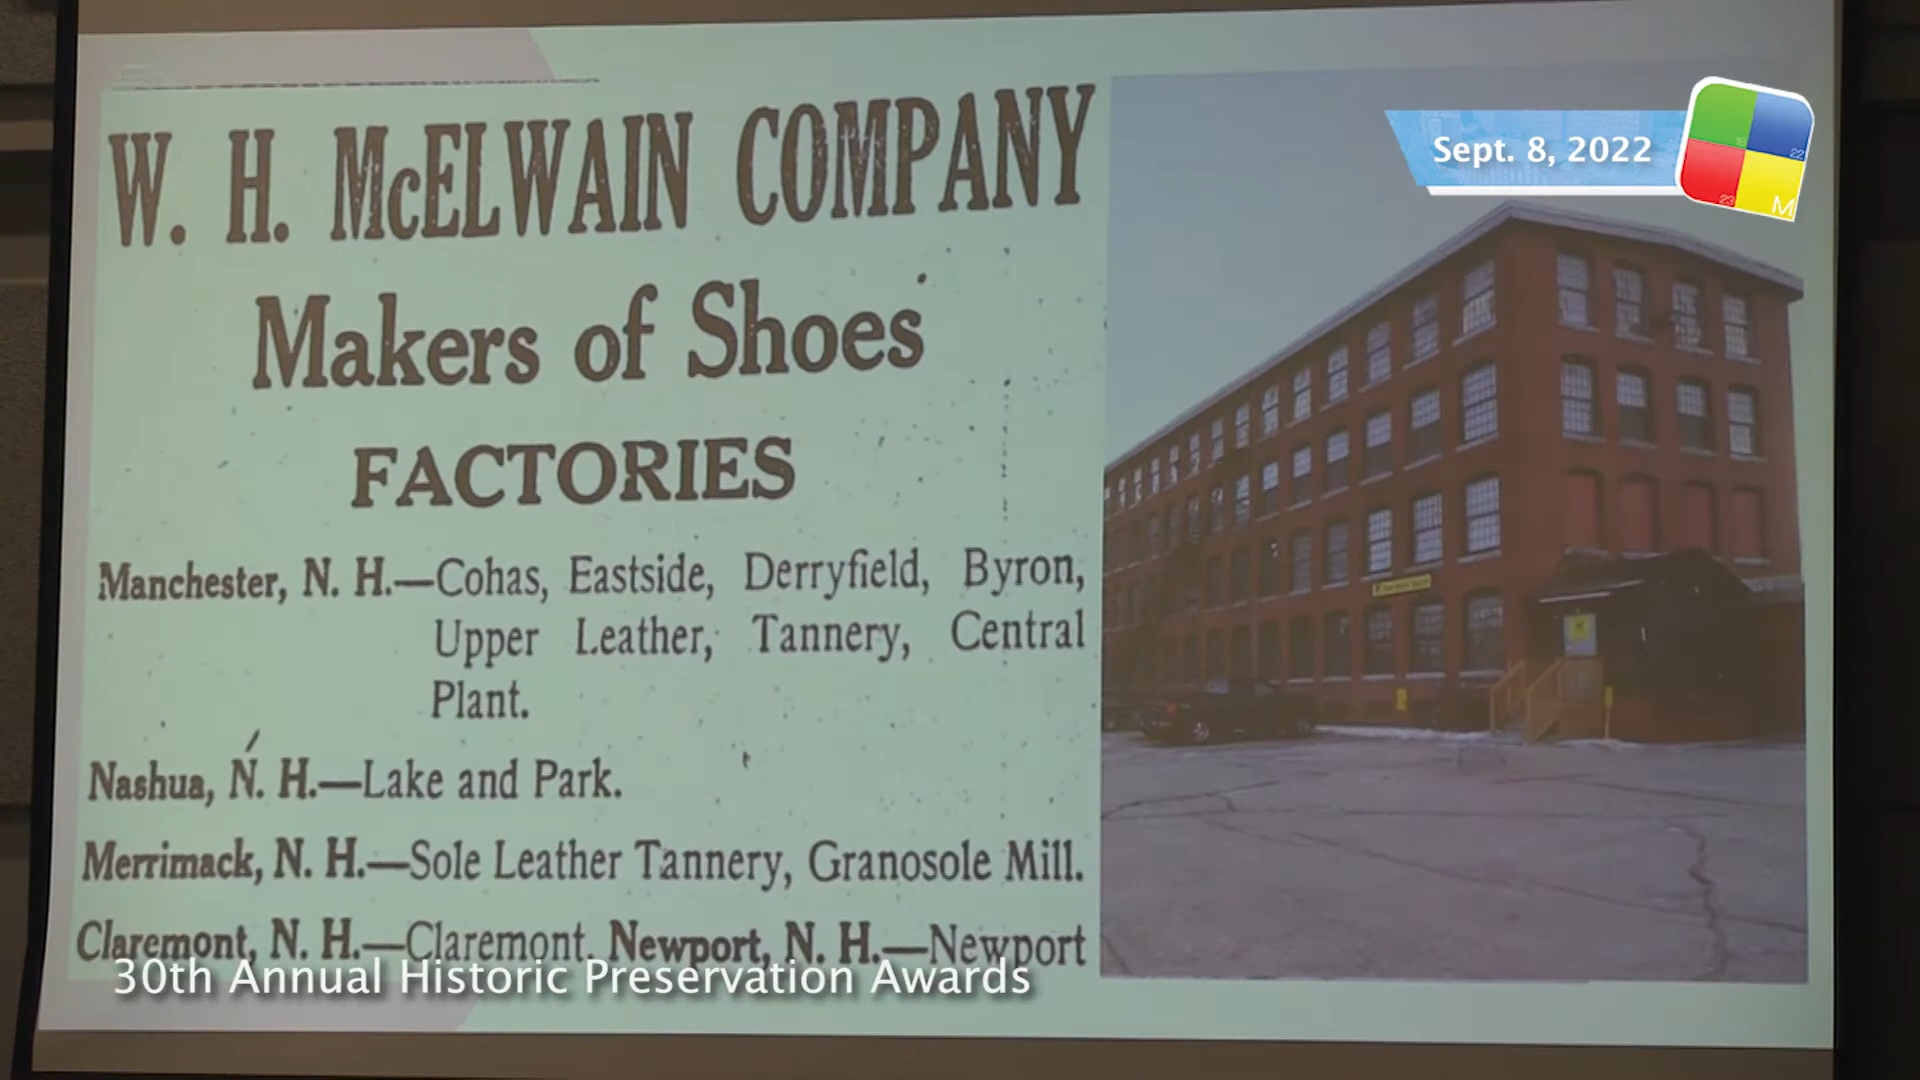 W. H. McELWAIN COMPANY
Makers of Shoes
FACTORIES
Manchester, N. H.—Cohas, Eastside, Derryfield, Byron,
Upper Leather, Tannery, Central
Plant.
Nashua, N. H.—Lake and Park.
Merrimack, N. H.—Sole Leather Tannery, Granosole Mill.
Claremont, N. H.—Claremont. Newport, N. H.—Newport
30th Annual Historic Preservation Awards
Sept. 8, 2022
22
23
M